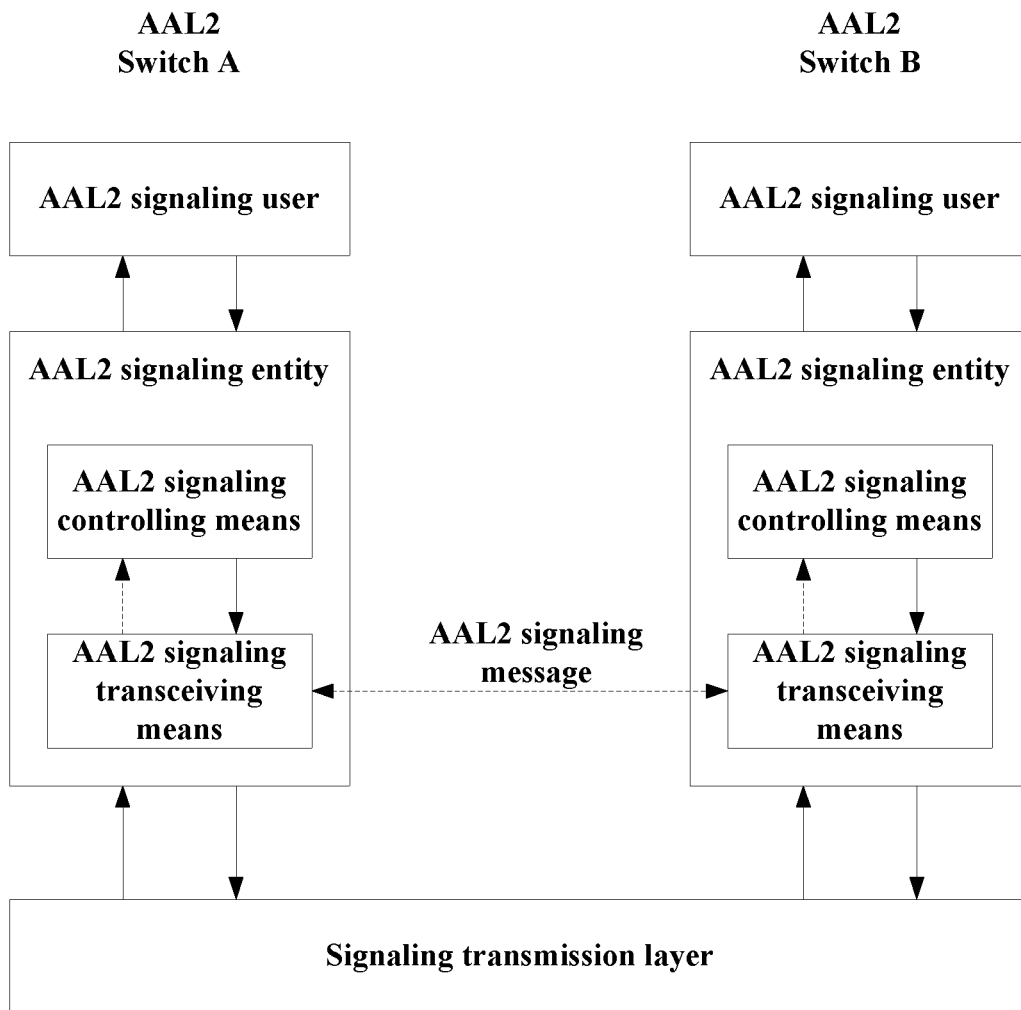 AAL2
Switch A
AAL2
Switch B
AAL2 signaling user
AAL2 signaling user
AAL2 signaling entity
AAL2 signaling entity
AAL2 signaling
controlling means
AAL2 signaling
controlling means
AAL2 signaling
transceiving
means
AAL2 signaling
message
AAL2 signaling
transceiving
means
Signaling transmission layer